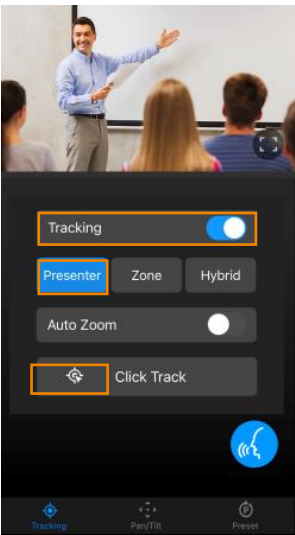 Tracking
Presenter Zone Hybrid
Auto Zoom
Click Track
Tracking Pan/Tilt Preset